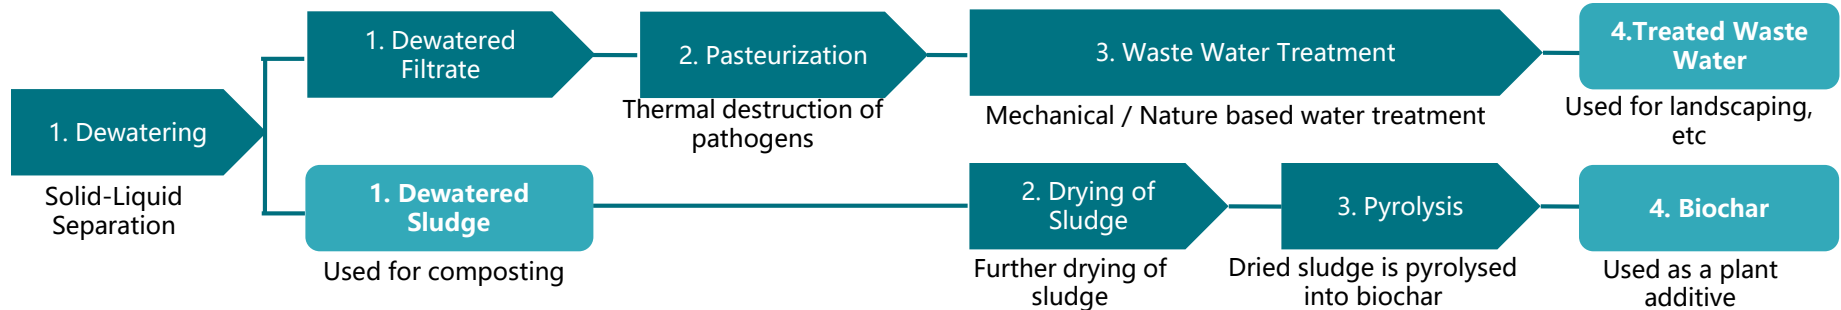 1. Dewatering
Solid-Liquid
Separation
1. Dewatered
Filtrate
2. Pasteurization
Thermal destruction of
pathogens
3. Waste Water Treatment
Mechanical / Nature based water treatment
4.Treated Waste
Water
Used for landscaping,
etc
1. Dewatered
Sludge
Used for composting
2. Drying of
Sludge
Further drying of
sludge
3. Pyrolysis
Dried sludge is pyrolysed
into biochar
4. Biochar
Used as a plant
additive